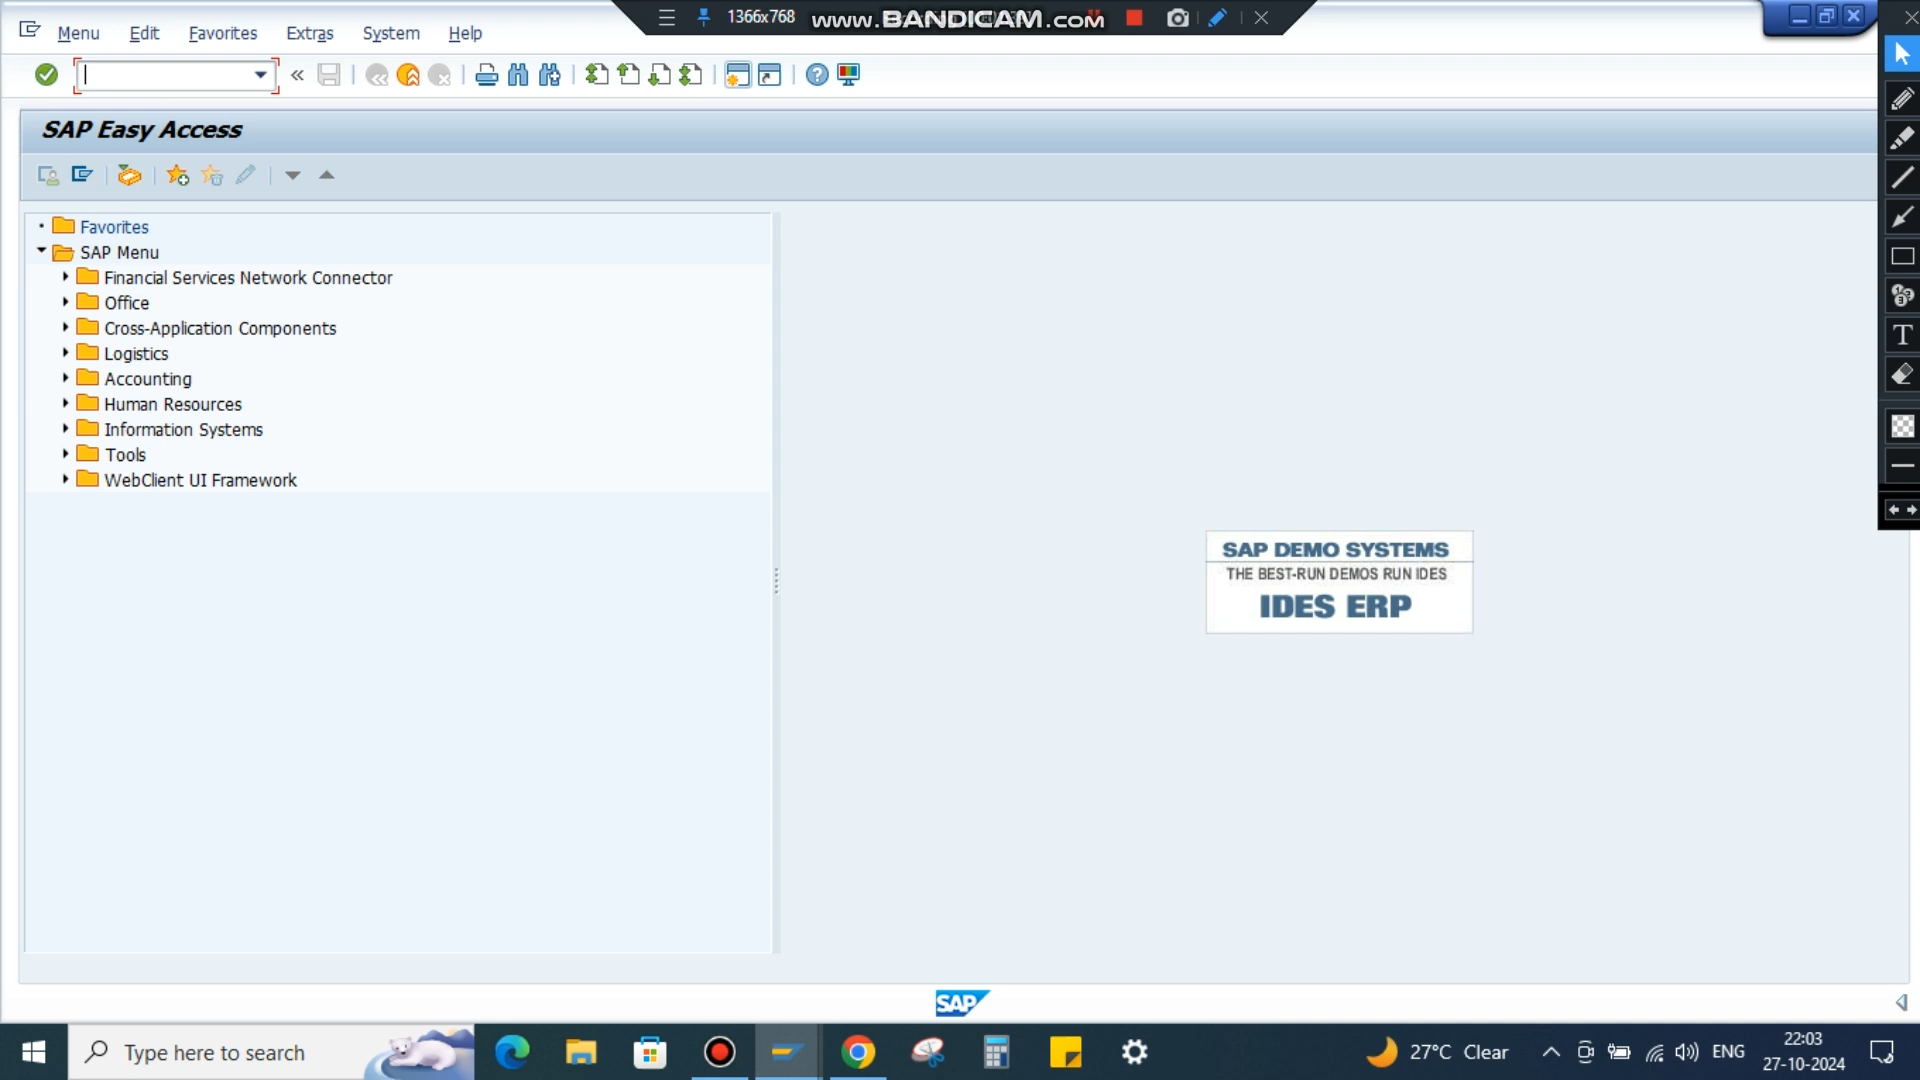 1366x768
www.BANDICAM.com
Menu Edit Favorites Extras System Help
SAP Easy Access
Favorites
SAP Menu
Financial Services Network Connector
Office
Cross-Application Components
Logistics
Accounting
Human Resources
Information Systems
Tools
WebClient UI Framework
SAP DEMO SYSTEMS
THE BEST-RUN DEMOS RUN IDES
IDES ERP
T
SAP
Type here to search
27°C Clear
ENG
22:03
27-10-2024